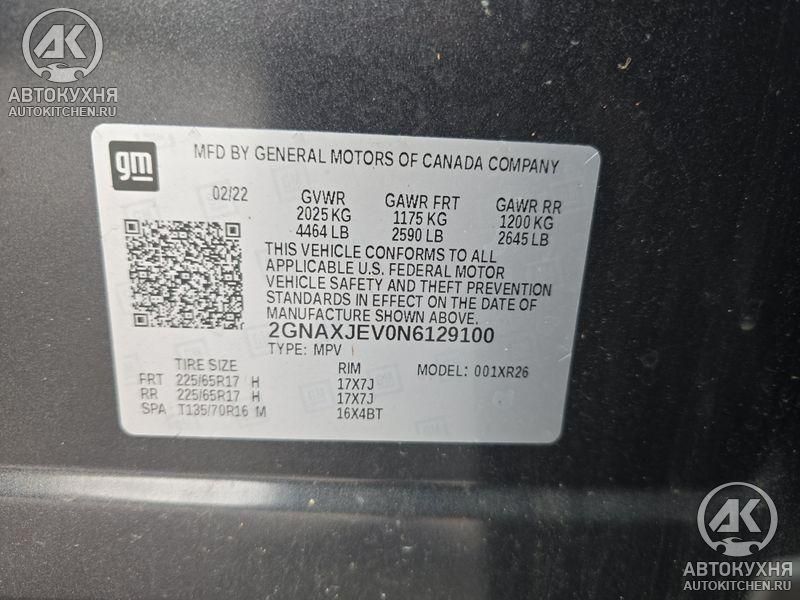 AK
АВТОКУХНЯ
AUTOKITCHEN.RU
gm
MFD BY GENERAL MOTORS OF CANADA COMPANY
02/22 GVWR GAWR FRT GAWR RR
2025 KG 1175 KG 1200 KG
4464 LB 2590 LB 2645 LB
THIS VEHICLE CONFORMS TO ALL
APPLICABLE U.S. FEDERAL MOTOR
VEHICLE SAFETY AND THEFT PREVENTION
STANDARDS IN EFFECT ON THE DATE OF
MANUFACTURE SHOWN ABOVE.
2GNAXJEV0N6129100
TYPE: MPV MODEL: 001XR26
TIRE SIZE RIM
FRT 225/65R17 H 17X7J
RR 225/65R17 H 17X7J
SPA T135/70R16 M 16X4BT
AK
АВТОКУХНЯ
AUTOKITCHEN.RU